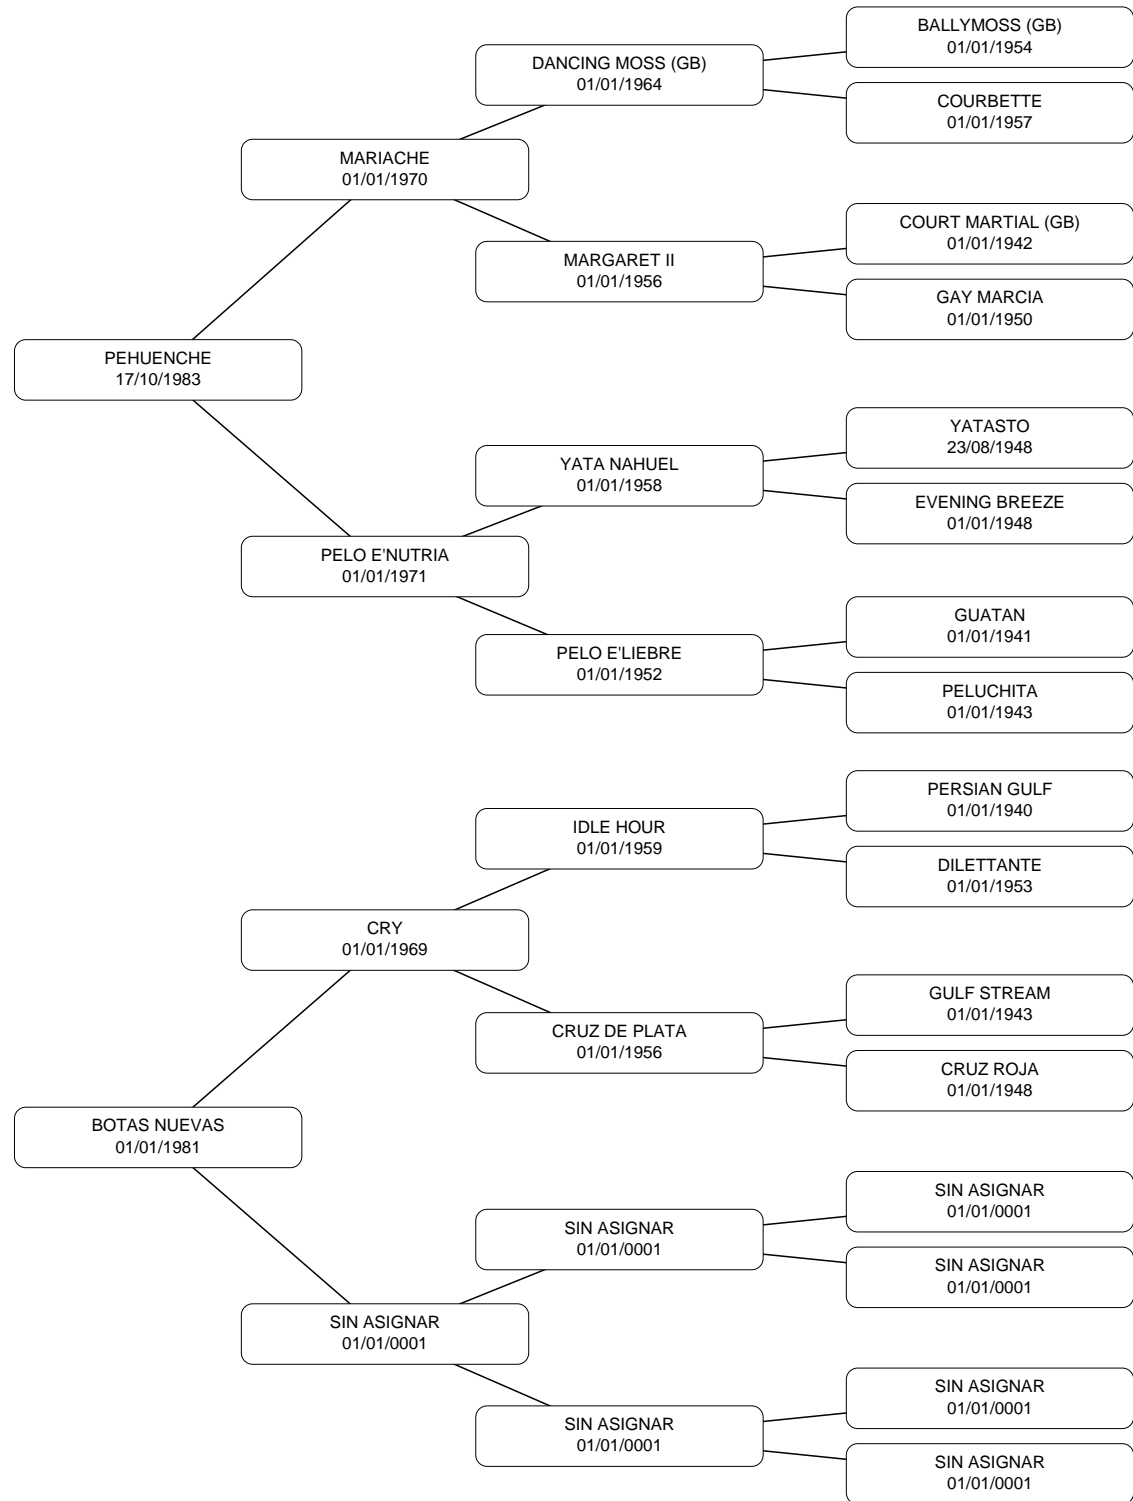 BALLYMOSS (GB)
01/01/1954
DANCING MOSS (GB)
01/01/1964
COURBETTE
01/01/1957
MARIACHE
01/01/1970
COURT MARTIAL (GB)
01/01/1942
MARGARET II
01/01/1956
GAY MARCIA
01/01/1950
PEHUENCHE
17/10/1983
YATASTO
23/08/1948
YATA NAHUEL
01/01/1958
EVENING BREEZE
01/01/1948
PELO E'NUTRIA
01/01/1971
GUATAN
01/01/1941
PELO E'LIEBRE
01/01/1952
PELUCHITA
01/01/1943
PERSIAN GULF
01/01/1940
IDLE HOUR
01/01/1959
DILETTANTE
01/01/1953
CRY
01/01/1969
GULF STREAM
01/01/1943
CRUZ DE PLATA
01/01/1956
CRUZ ROJA
01/01/1948
BOTAS NUEVAS
01/01/1981
SIN ASIGNAR
01/01/0001
SIN ASIGNAR
01/01/0001
SIN ASIGNAR
01/01/0001
SIN ASIGNAR
01/01/0001
SIN ASIGNAR
01/01/0001
SIN ASIGNAR
01/01/0001
SIN ASIGNAR
01/01/0001